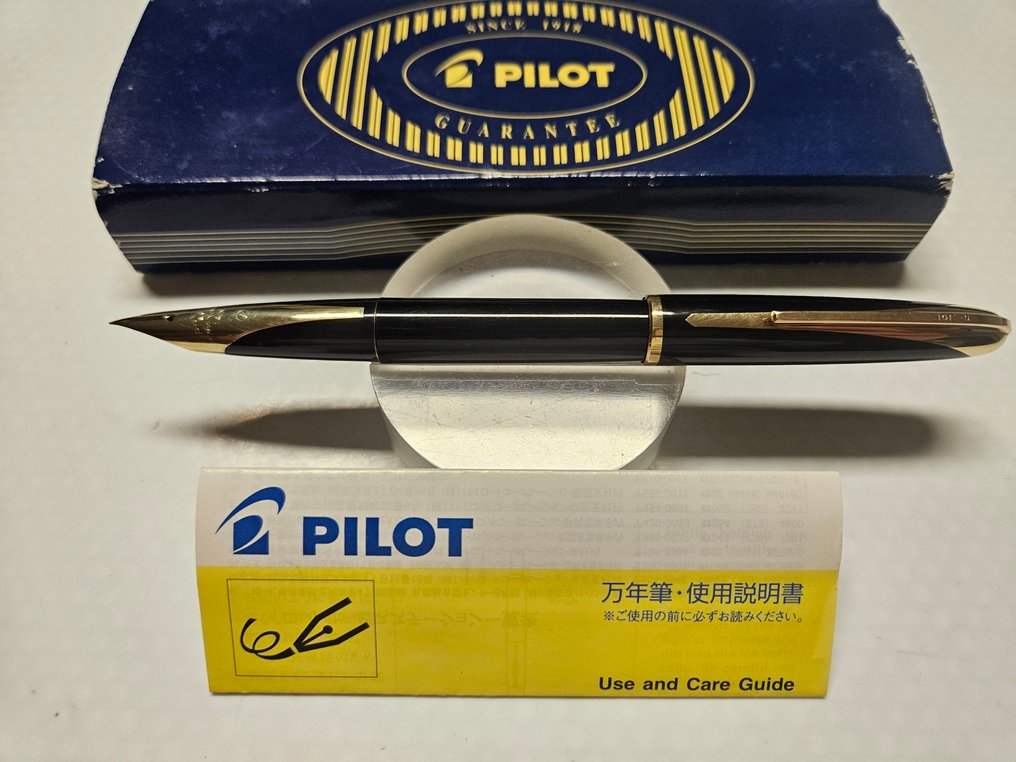 SINCE 1918
PILOT
GUARANTEE
PILOT
PILOT
万年筆・使用説明書
※ご使用の前に必ずお読みください。
Use and Care Guide